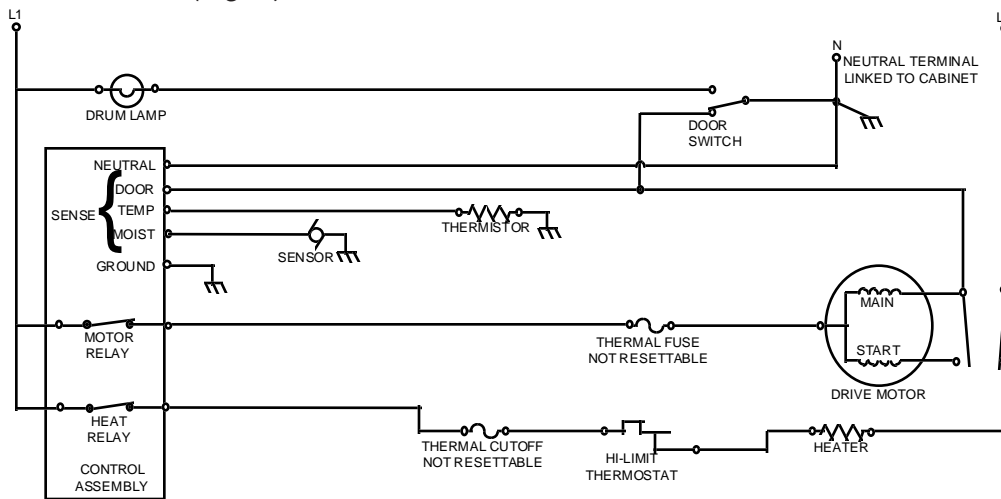 L1
N
NEUTRAL TERMINAL
LINKED TO CABINET
DRUM LAMP
DOOR
SWITCH
NEUTRAL
DOOR
SENSE
TEMP
MOIST
THERMISTOR
SENSOR
GROUND
MAIN
MOTOR
RELAY
THERMAL FUSE
NOT RESETTABLE
START
DRIVE MOTOR
HEAT
RELAY
THERMAL CUTOFF
NOT RESETTABLE
HI-LIMIT
THERMOSTAT
HEATER
CONTROL
ASSEMBLY